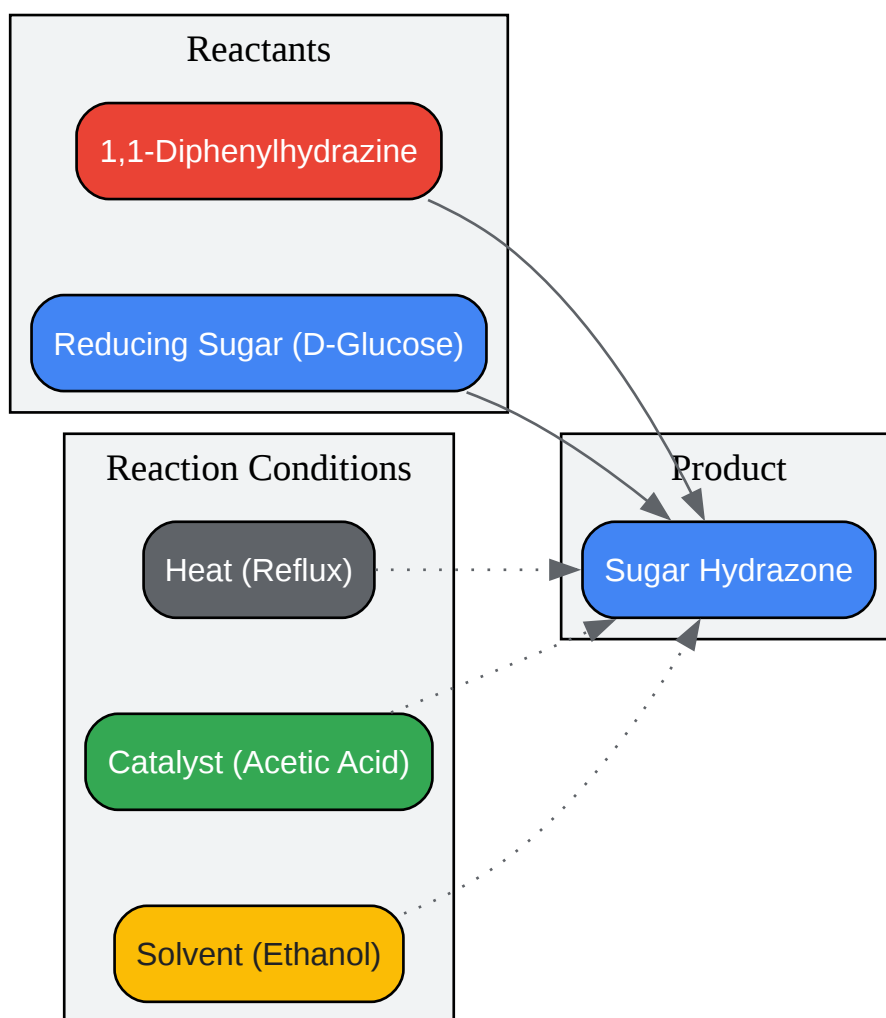 Reactants
1,1-Diphenylhydrazine
Reducing Sugar (D-Glucose)
Reaction Conditions
Product
Heat (Reflux)
Sugar Hydrazone
Catalyst (Acetic Acid)
Solvent (Ethanol)